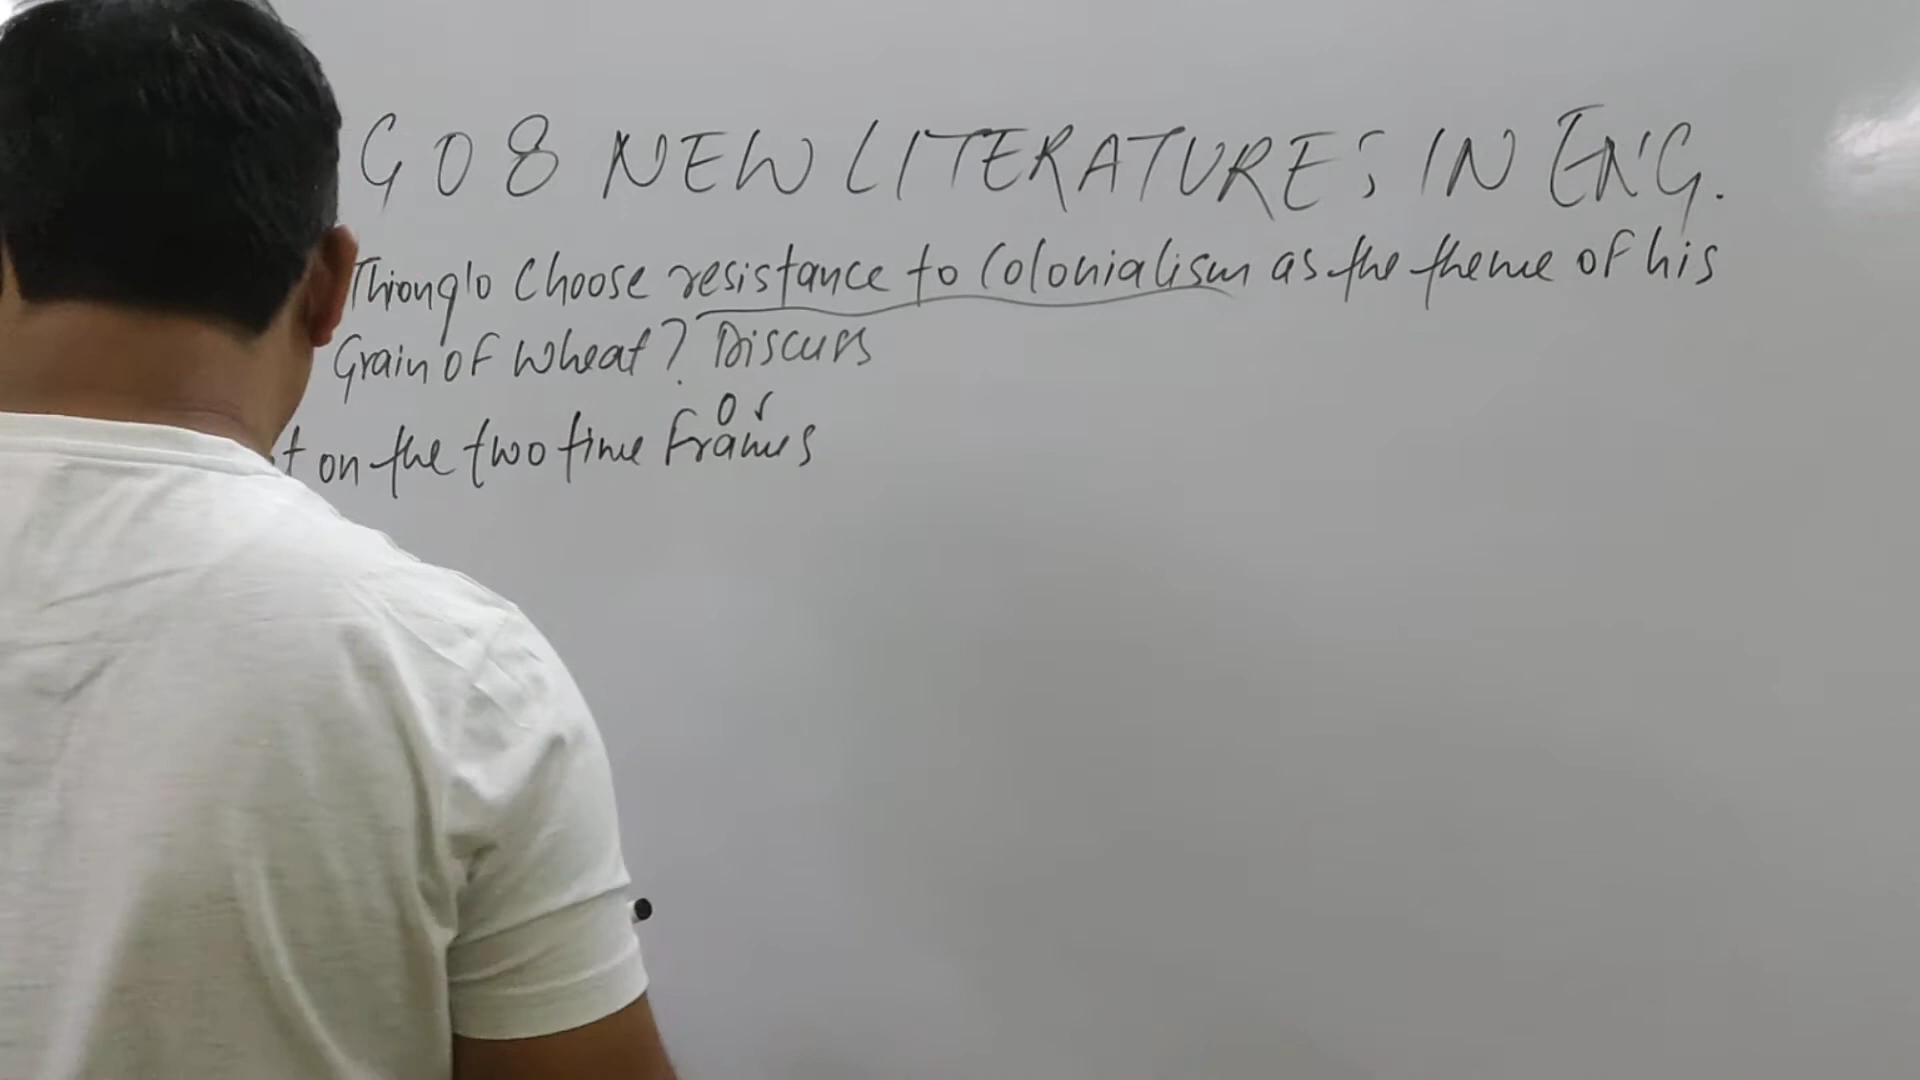 G 0 8 NEW LITERATURES IN ENG.
Thiong'o Choose resistance to Colonialism as the theme of his
Grain of Wheat? Discuss
or
t on the two time Frames